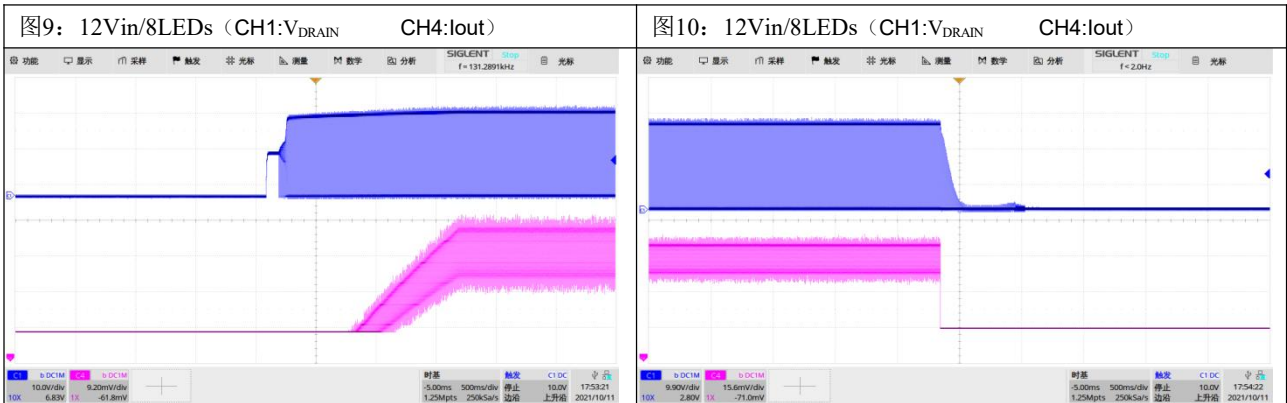 图9：12Vin/8LEDs（CH1:VDRAIN CH4:Iout）
功能 显示 采样 触发 光标 测量 数学 分析 SIGLENT Stop 光标
f = 131.2891kHz
C1 b DC1M C4 b DC1M 时基 触发 C1 DC
10.0V/div 9.20mV/div -5.00ms 500ms/div 停止 10.0V 17:53:21
10X 6.83V 1X -61.8mV 1.25Mpts 250kSa/s 边沿 上升沿 2021/10/11
图10：12Vin/8LEDs（CH1:VDRAIN CH4:Iout）
功能 显示 采样 触发 光标 测量 数学 分析 SIGLENT Stop 光标
f < 2.0Hz
C1 b DC1M C4 b DC1M 时基 触发 C1 DC
9.90V/div 15.6mV/div -5.00ms 500ms/div 停止 10.0V 17:54:22
10X 2.80V 1X -71.0mV 1.25Mpts 250kSa/s 边沿 上升沿 2021/10/11